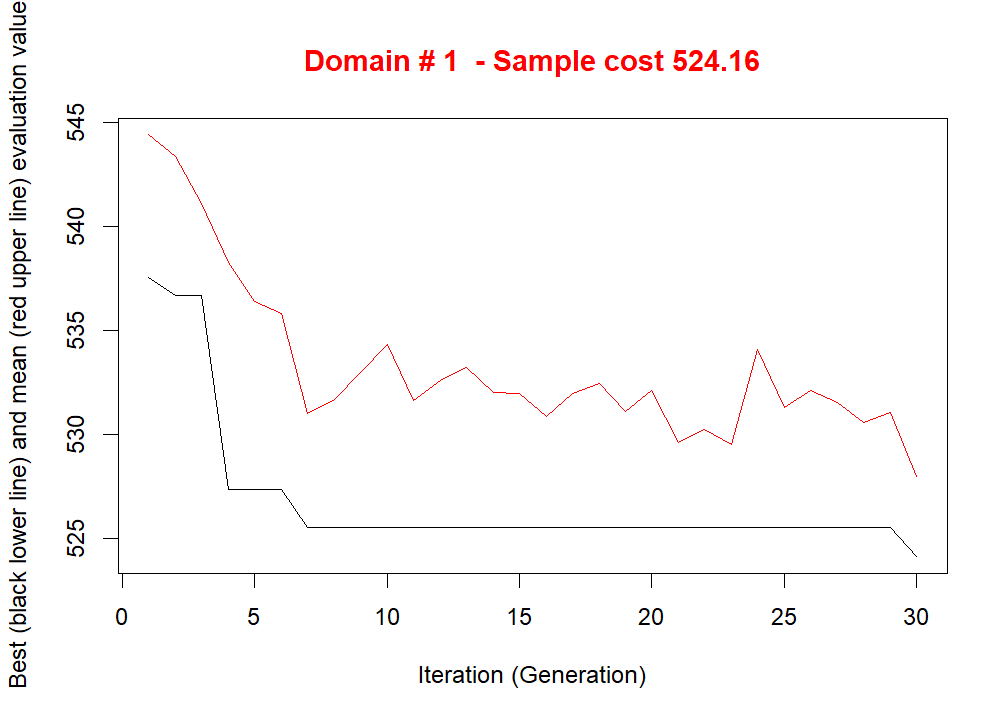 Domain # 1  - Sample cost 524.16
Best (black lower line) and mean (red upper line) evaluation value
545
540
535
530
525
0 5 10 15 20 25 30
Iteration (Generation)